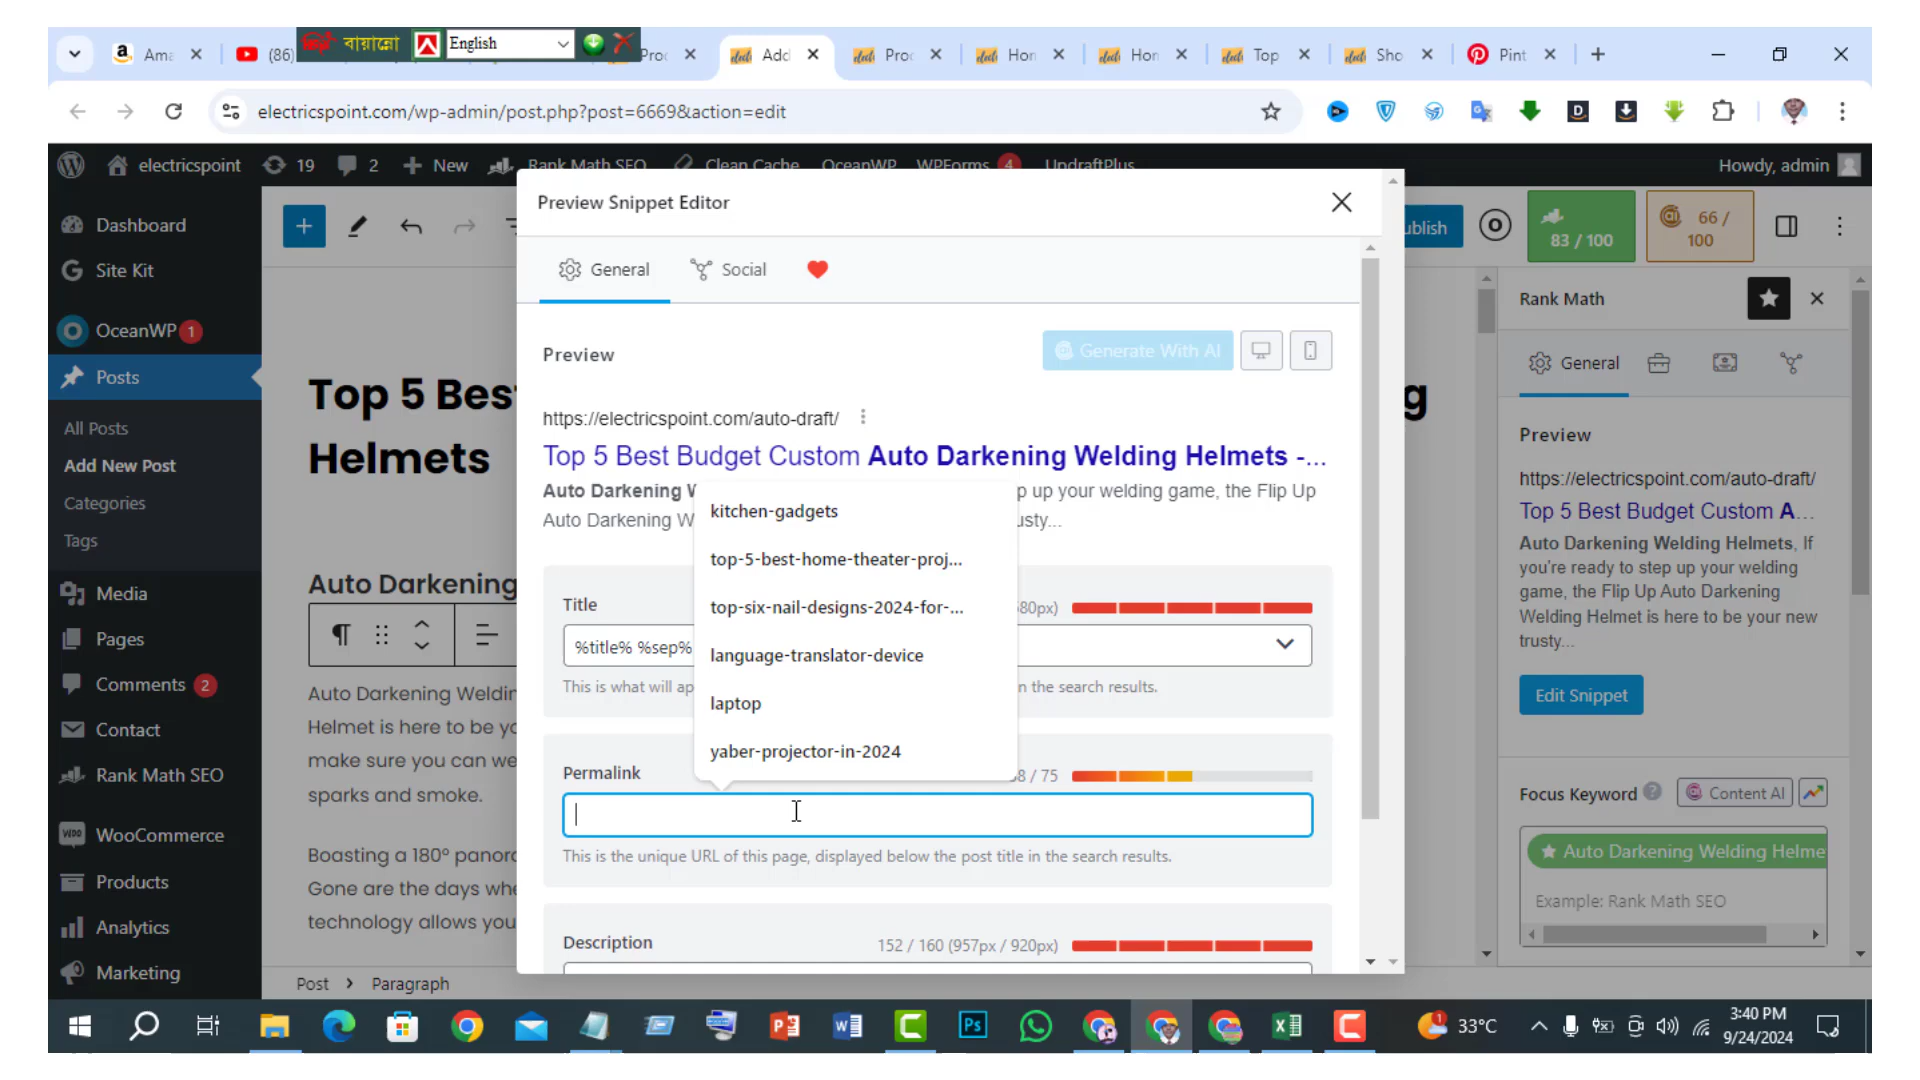 Ama
(86)
বায়ান্নো
English
Proc
Add
Proc
Hon
Hon
Top
Sho
Pint
electricspoint.com/wp-admin/post.php?post=6669&action=edit
electricspoint
19
2
New
Rank Math SEO
Clean Cache
OceanWP
WPForms
4
UpdraftPlus
Howdy, admin
Preview Snippet Editor
Dashboard
Site Kit
OceanWP
1
Posts
All Posts
Add New Post
Categories
Tags
Media
Pages
Comments
2
Contact
Rank Math SEO
WooCommerce
Products
Analytics
Marketing
Top 5 Bes
g
Helmets
Auto Darkening
Auto Darkening Weldin
Helmet is here to be yo
make sure you can we
sparks and smoke.
Boasting a 180° panora
Gone are the days whe
technology allows you
Post
Paragraph
General
Social
Preview
Generate With AI
https://electricspoint.com/auto-draft/
Top 5 Best Budget Custom Auto Darkening Welding Helmets -...
Auto Darkening W
p up your welding game, the Flip Up
Auto Darkening W
usty...
kitchen-gadgets
top-5-best-home-theater-proj...
top-six-nail-designs-2024-for-...
language-translator-device
laptop
yaber-projector-in-2024
Title
580px)
%title% %sep%
This is what will ap
n the search results.
Permalink
/ 75
This is the unique URL of this page, displayed below the post title in the search results.
Description
152 / 160 (957px / 920px)
ublish
83 / 100
66 /
100
Rank Math
General
Preview
https://electricspoint.com/auto-draft/
Top 5 Best Budget Custom A...
Auto Darkening Welding Helmets, If
you're ready to step up your welding
game, the Flip Up Auto Darkening
Welding Helmet is here to be your new
trusty...
Edit Snippet
Focus Keyword
Content AI
Auto Darkening Welding Helme
Example: Rank Math SEO
33°C
3:40 PM
9/24/2024